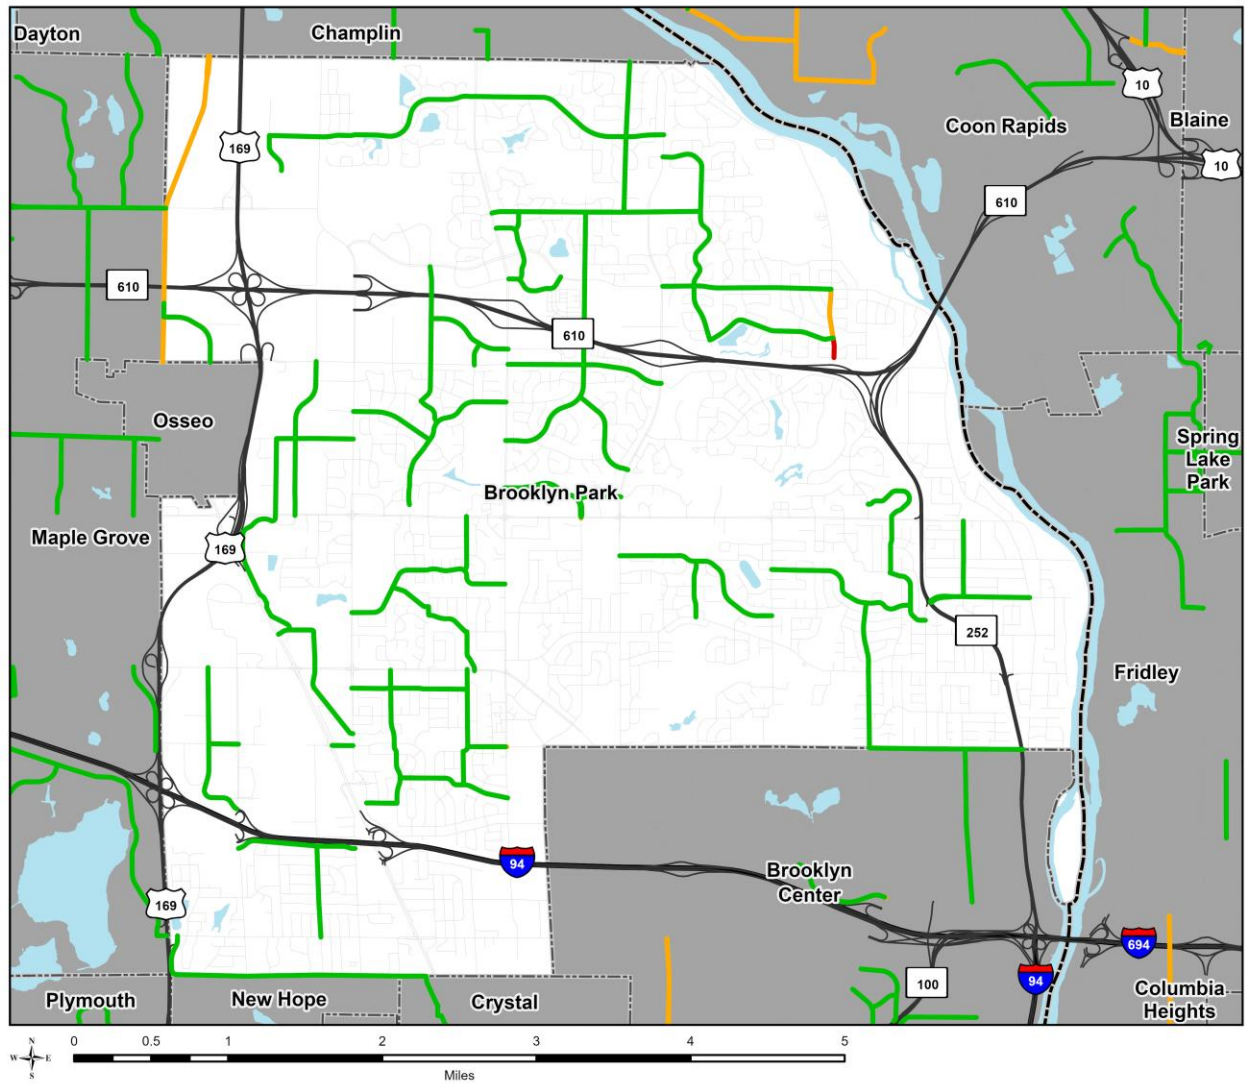 Dayton
Champlin
10
Coon Rapids
Blaine
169
10
610
610
610
Osseo
Spring
Lake
Park
Brooklyn Park
Maple Grove
169
252
Fridley
94
Brooklyn
Center
169
694
100
94
Plymouth
New Hope
Crystal
Columbia
Heights
N
W E
S
0 0.5 1 2 3 4 5
Miles